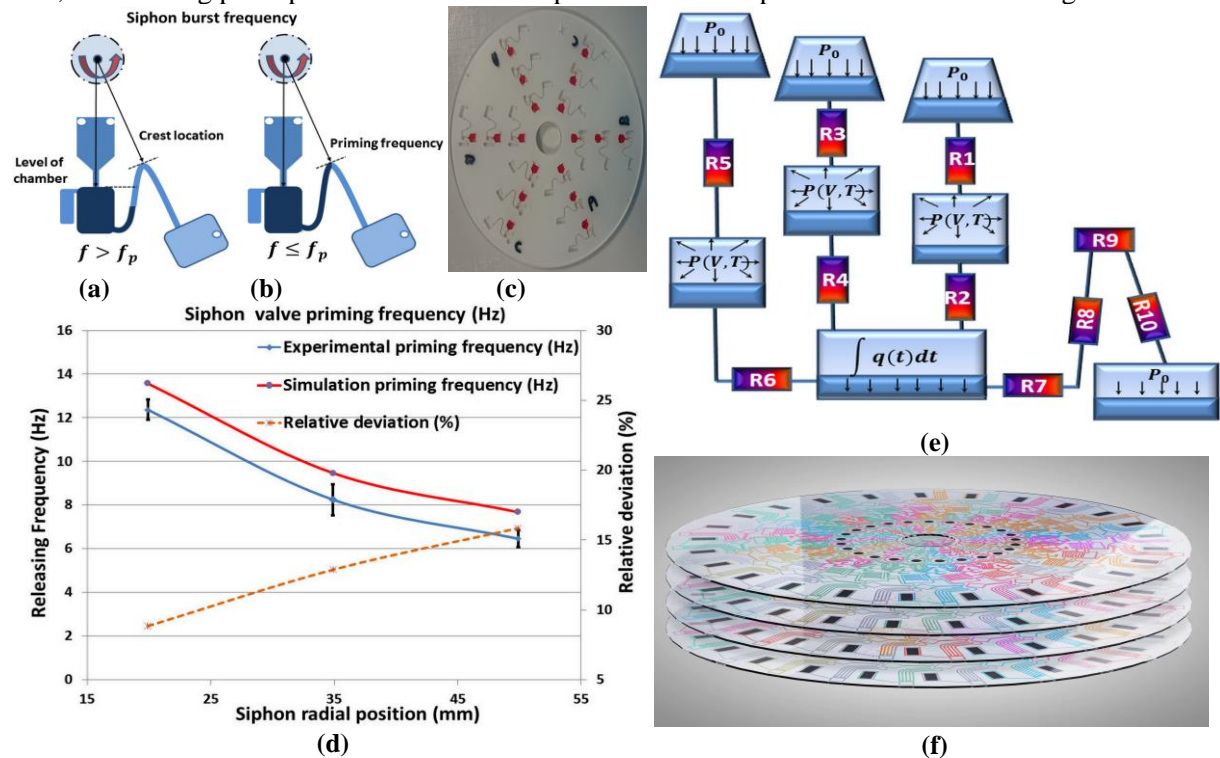 Siphon burst frequency
Crest location
Level of chamber
f > f_p
Priming frequency
f ≤ f_p
(a)
(b)
(c)
P_0
P_0
P_0
R5
R3
R1
P(V,T)
P(V,T)
P(V,T)
R4
R2
R9
R8
R10
∫ q(t)dt
R6
R7
P_0
(e)
Siphon valve priming frequency (Hz)
Experimental priming frequency (Hz)
Simulation priming frequency (Hz)
Relative deviation (%)
Releasing Frequency (Hz)
16
14
12
10
8
6
4
2
0
30
25
20
15
10
5
Relative deviation (%)
15
25
35
45
55
Siphon radial position (mm)
(d)
(f)